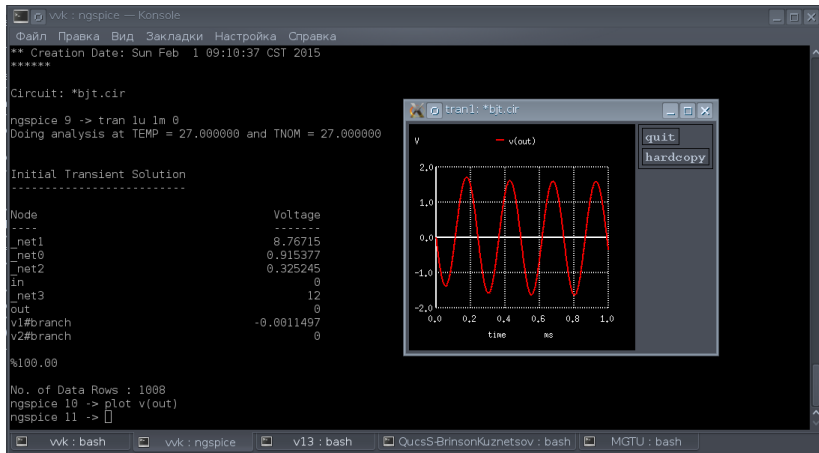 vvk : ngspice — Konsole
Файл Правка Вид Закладки Настройка Справка
** Creation Date: Sun Feb  1 09:10:37 CST 2015
******
Circuit: *bjt.cir
ngspice 9 -> tran 1u 1m 0
Doing analysis at TEMP = 27.000000 and TNOM = 27.000000
Initial Transient Solution
--------------------------
Node Voltage
---- -------
_net1 8.76715
_net0 0.915377
_net2 0.325245
in 0
_net3 12
out 0
v1#branch -0.0011497
v2#branch 0
%100.00
No. of Data Rows : 1008
ngspice 10 -> plot v(out)
ngspice 11 ->
tran1: *bjt.cir
V v(out)
quit
hardcopy
2.0
1.0
0.0
-1.0
-2.0
0.0 0.2 0.4 0.6 0.8 1.0
time ms
vvk : bash vvk : ngspice v13 : bash QucsS-BrinsonKuznetsov : bash MGTU : bash